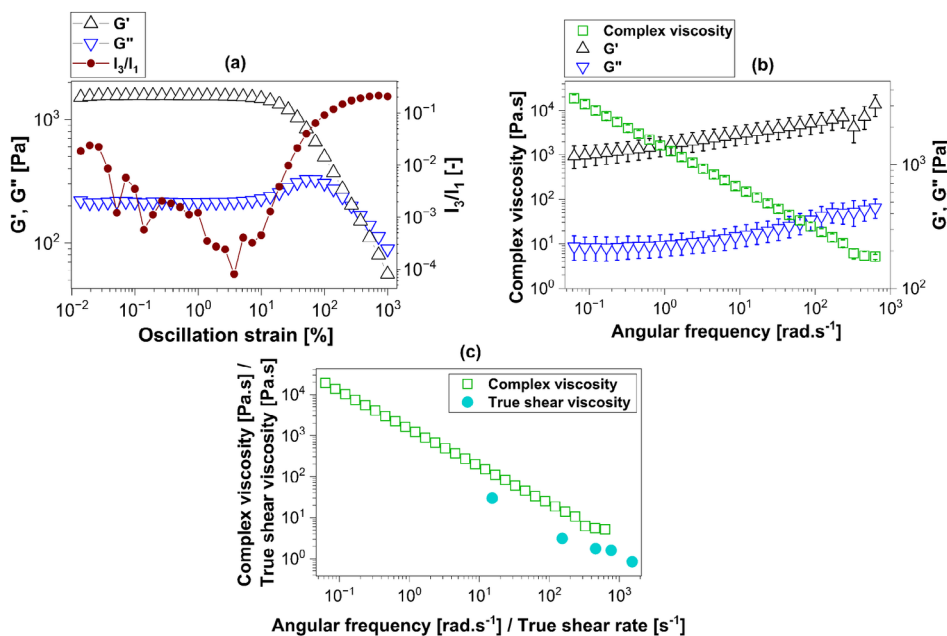 G'
G"
I3/I1
(a)
10^3
10^2
G', G" [Pa]
10^-1
10^-2
10^-3
10^-4
I3/I1 [-]
10^-2 10^-1 10^0 10^1 10^2 10^3
Oscillation strain [%]
Complex viscosity
G'
G"
(b)
10^4
10^3
10^2
10^1
10^0
Complex viscosity [Pa.s]
10^3
10^2
G', G" [Pa]
10^-1 10^0 10^1 10^2 10^3
Angular frequency [rad.s^-1]
(c)
Complex viscosity
True shear viscosity
10^4
10^3
10^2
10^1
10^0
Complex viscosity [Pa.s] /
True shear viscosity [Pa.s]
10^-1 10^0 10^1 10^2 10^3
Angular frequency [rad.s^-1] / True shear rate [s^-1]